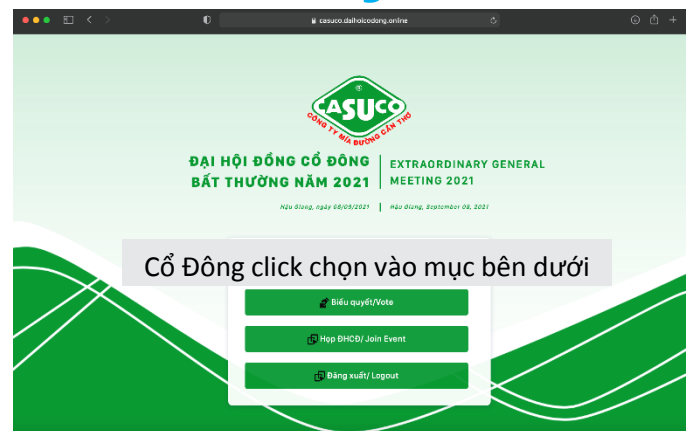 casuco.daihoicodong.online
CASUCO
CÔNG TY MÍA ĐƯỜNG CẦN THƠ
ĐẠI HỘI ĐỒNG CỔ ĐÔNG
BẤT THƯỜNG NĂM 2021
EXTRAORDINARY GENERAL
MEETING 2021
Hậu Giang, ngày 08/09/2021
Hậu Giang, September 08, 2021
Cổ Đông click chọn vào mục bên dưới
Biểu quyết/Vote
Họp ĐHCĐ/ Join Event
Đăng xuất/ Logout